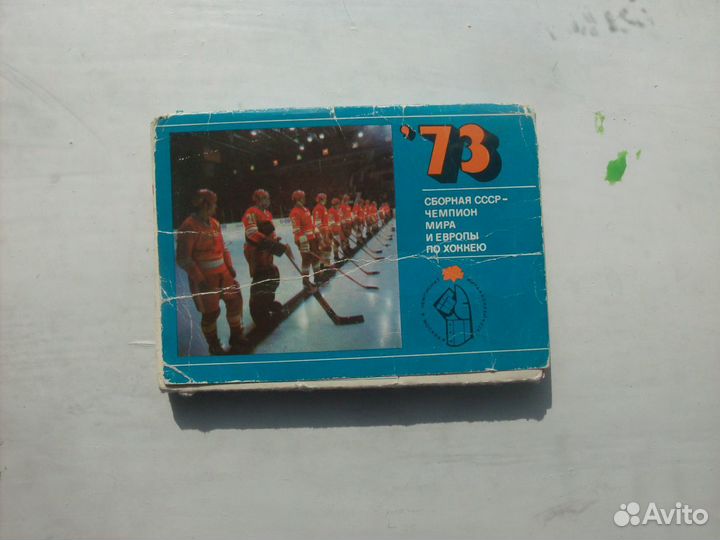 '73
СБОРНАЯ СССР-
ЧЕМПИОН
МИРА
И ЕВРОПЫ
ПО ХОККЕЮ
Avito